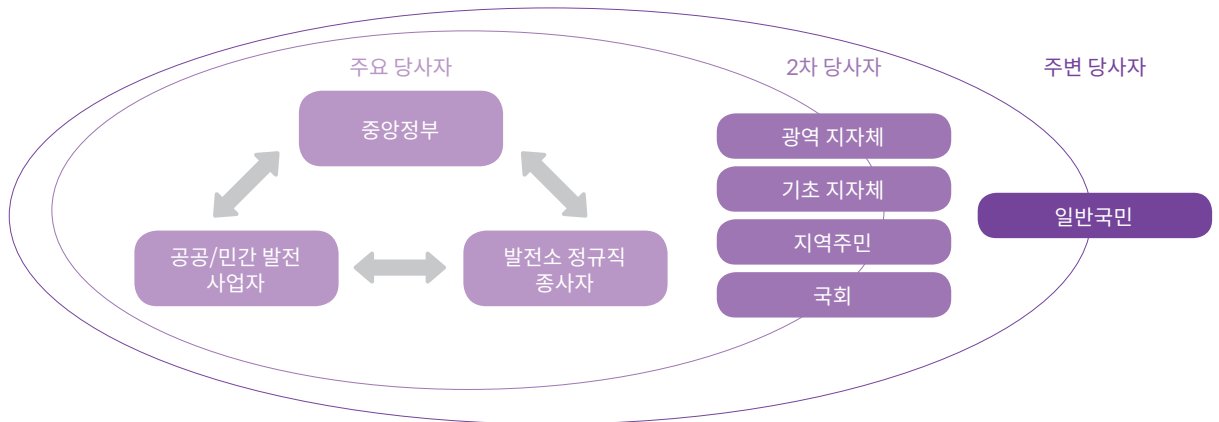 주요 당사자
2차 당사자
주변 당사자
중앙정부
공공/민간 발전
사업자
발전소 정규직
종사자
광역 지자체
기초 지자체
지역주민
국회
일반국민